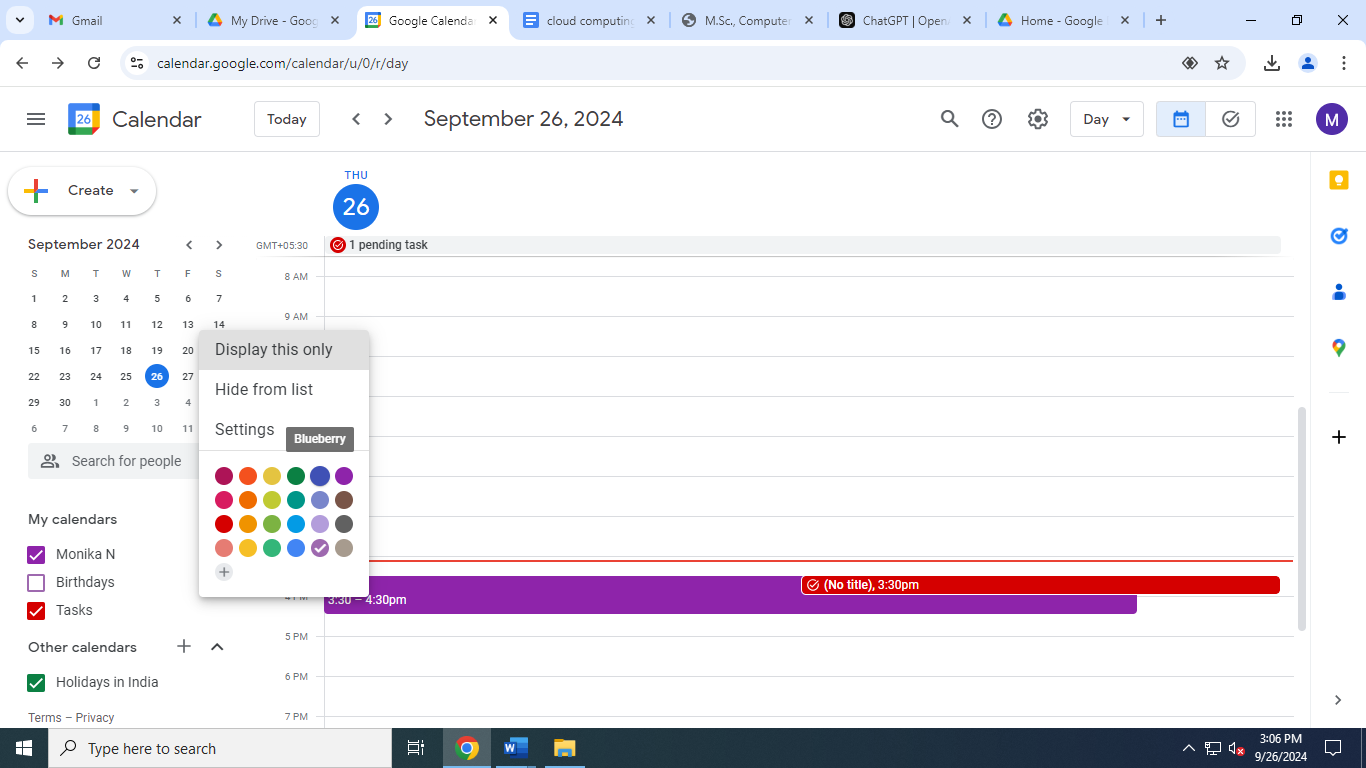 Gmail
My Drive - Goog
Google Calendar
cloud computing
M.Sc., Computer
ChatGPT | OpenA
Home - Google
calendar.google.com/calendar/u/0/r/day
26
Calendar
Today
September 26, 2024
Day
M
Create
THU
26
September 2024
GMT+05:30
1 pending task
S M T W T F S
1 2 3 4 5 6 7
8 9 10 11 12 13 14
15 16 17 18 19 20
22 23 24 25 26 27
29 30 1 2 3 4
6 7 8 9 10 11
8 AM
9 AM
Display this only
Hide from list
Settings
Blueberry
Search for people
My calendars
Monika N
Birthdays
Tasks
Other calendars
Holidays in India
Terms – Privacy
(No title), 3:30pm
3:30 – 4:30pm
4 PM
5 PM
6 PM
7 PM
Type here to search
3:06 PM
9/26/2024